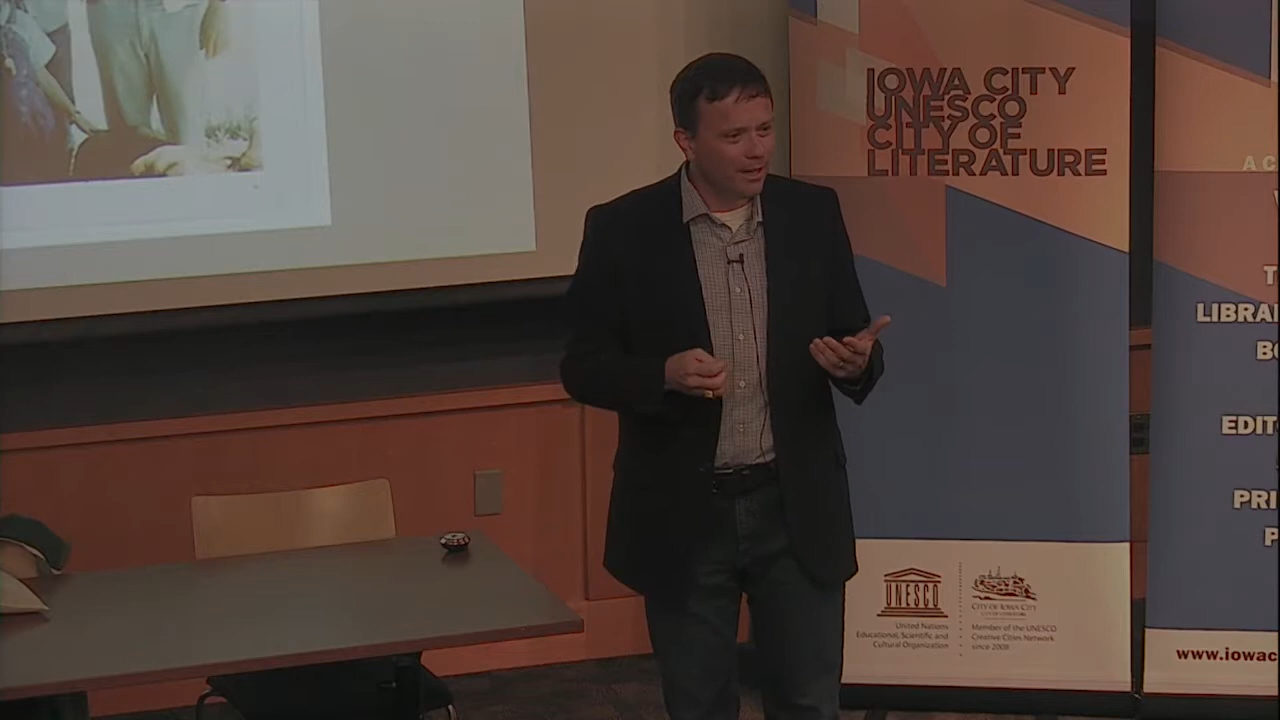 IOWA CITY
UNESCO
CITY OF
LITERATURE
A C
LIBRA
EDIT
PRI
UNESCO
United Nations
Educational, Scientific and
Cultural Organization
CITY OF IOWA CITY
Member of the UNESCO
Creative Cities Network
since 2008
www.iowac